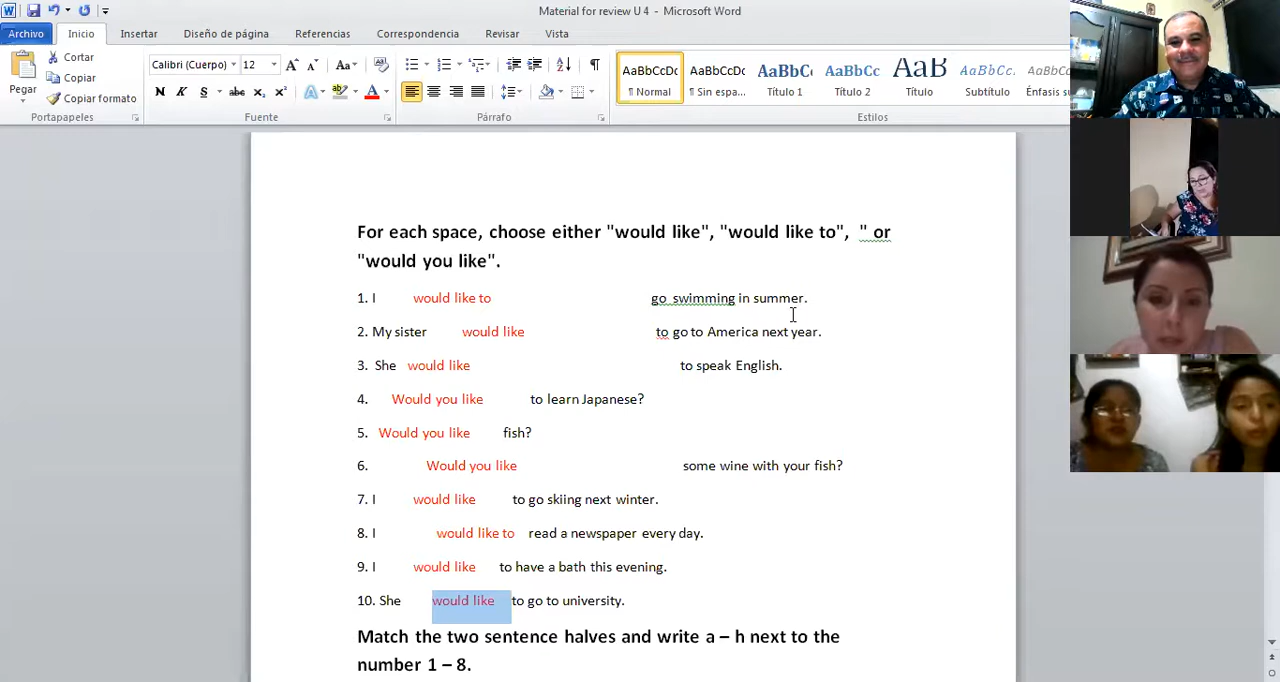 Material for review U 4 - Microsoft Word
Archivo Inicio Insertar Diseño de página Referencias Correspondencia Revisar Vista
Pegar
Cortar
Copiar
Copiar formato
Portapapeles
Calibri (Cuerpo) 12
Fuente
Párrafo
AaBbCcDc AaBbCcDc AaBbC AaBbCc AaB AaBbCc AaBbCc
¶ Normal ¶ Sin espa... Título 1 Título 2 Título Subtítulo Énfasis
Estilos
For each space, choose either "would like", "would like to", " or
"would you like".
1. I would like to go swimming in summer.
2. My sister would like to go to America next year.
3. She would like to speak English.
4. Would you like to learn Japanese?
5. Would you like fish?
6. Would you like some wine with your fish?
7. I would like to go skiing next winter.
8. I would like to read a newspaper every day.
9. I would like to have a bath this evening.
10. She would like to go to university.
Match the two sentence halves and write a – h next to the
number 1 – 8.